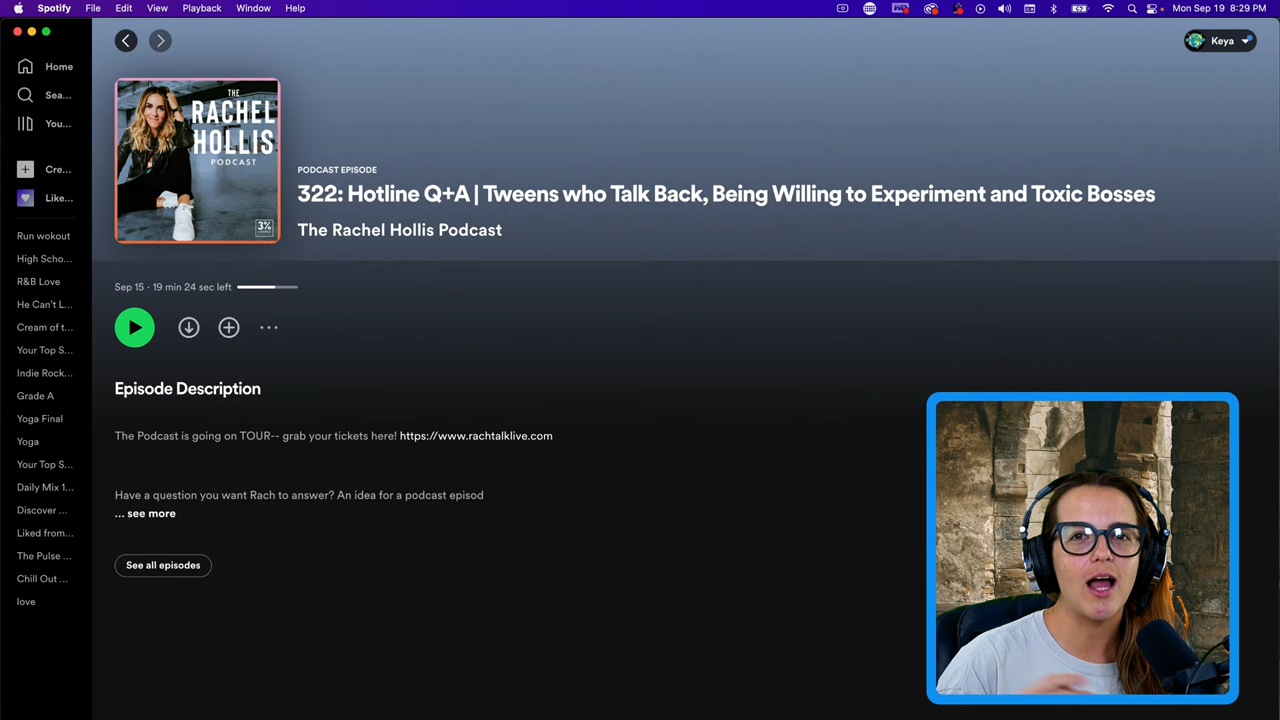 Spotify File Edit View Playback Window Help Mon Sep 19 8:29 PM
Home
Sea...
You...
Cre...
Like...
Run wokout
High Scho...
R&B Love
He Can't L...
Cream of t...
Your Top S...
Indie Rock...
Grade A
Yoga Final
Yoga
Your Top S...
Daily Mix 1...
Discover ...
Liked from...
The Pulse ...
Chill Out ...
love
Keya
THE
RACHEL
HOLLIS
PODCAST
3%
PODCAST EPISODE
322: Hotline Q+A | Tweens who Talk Back, Being Willing to Experiment and Toxic Bosses
The Rachel Hollis Podcast
Sep 15 · 19 min 24 sec left
Episode Description
The Podcast is going on TOUR-- grab your tickets here! https://www.rachtalklive.com
Have a question you want Rach to answer? An idea for a podcast episod
... see more
See all episodes